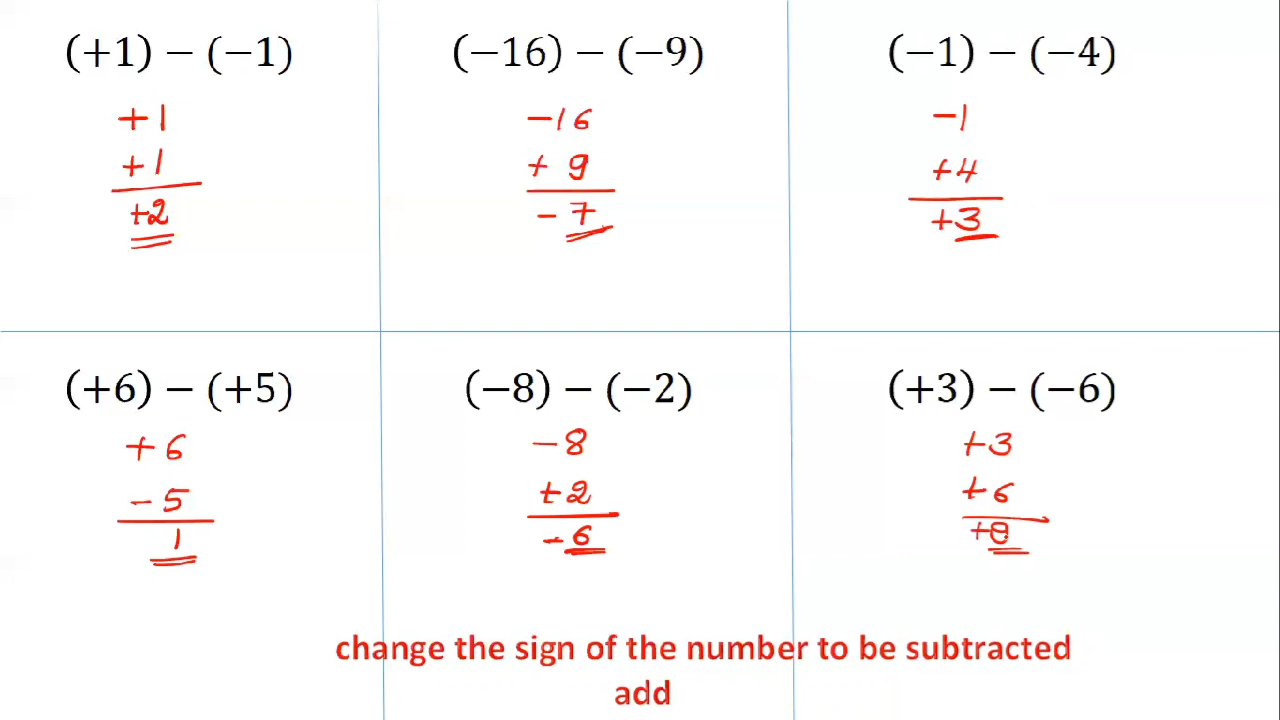 (+1) − (−1)
+1
+1
+2
(−16) − (−9)
-16
+ 9
- 7
(−1) − (−4)
-1
+4
+3
(+6) − (+5)
+ 6
- 5
1
(−8) − (−2)
-8
+2
-6
(+3) − (−6)
+3
+6
change the sign of the number to be subtracted
add